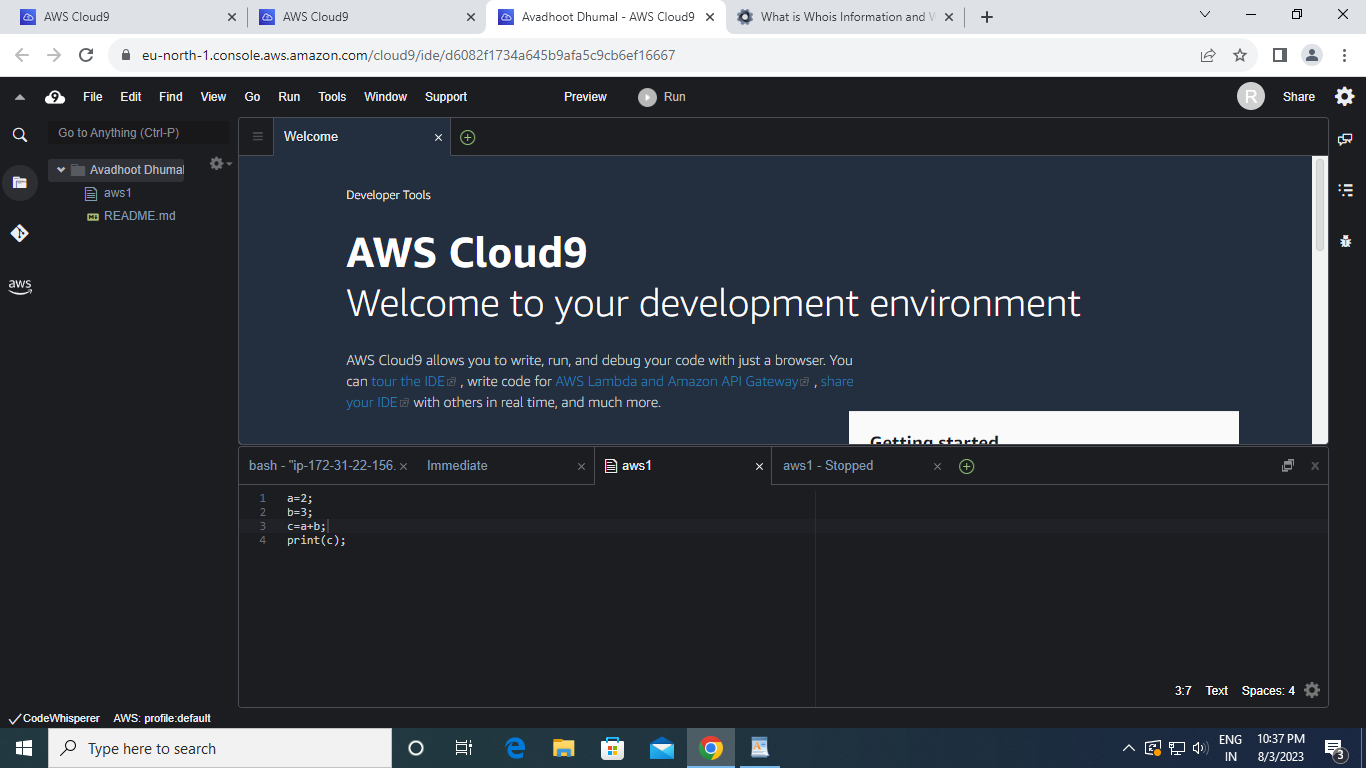 AWS Cloud9
AWS Cloud9
Avadhoot Dhumal - AWS Cloud9
What is Whois Information and
eu-north-1.console.aws.amazon.com/cloud9/ide/d6082f1734a645b9afa5c9cb6ef16667
9 File Edit Find View Go Run Tools Window Support Preview Run R Share
Go to Anything (Ctrl-P)
Welcome
Avadhoot Dhumal
aws1
README.md
aws
Developer Tools
AWS Cloud9
Welcome to your development environment
AWS Cloud9 allows you to write, run, and debug your code with just a browser. You
can tour the IDE , write code for AWS Lambda and Amazon API Gateway , share
your IDE with others in real time, and much more.
Getting started
bash - "ip-172-31-22-156. Immediate aws1 aws1 - Stopped
1 a=2;
2 b=3;
3 c=a+b;
4 print(c);
3:7 Text Spaces: 4
CodeWhisperer AWS: profile:default
Type here to search
ENG
IN
10:37 PM
8/3/2023
3